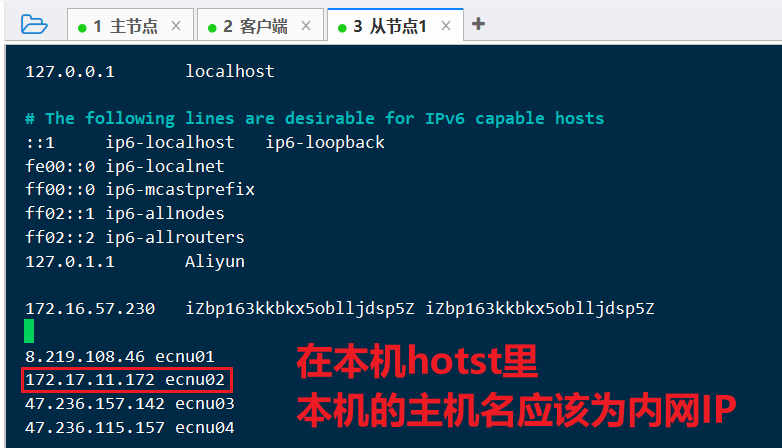 1 主节点 × 2 客户端 × 3 从节点1 × +
127.0.0.1 localhost
# The following lines are desirable for IPv6 capable hosts
::1 ip6-localhost ip6-loopback
fe00::0 ip6-localnet
ff00::0 ip6-mcastprefix
ff02::1 ip6-allnodes
ff02::2 ip6-allrouters
127.0.1.1 Aliyun
172.16.57.230 iZbp163kkbkx5oblljdsp5Z iZbp163kkbkx5oblljdsp5Z
8.219.108.46 ecnu01
172.17.11.172 ecnu02
47.236.157.142 ecnu03
47.236.115.157 ecnu04
在本机hotst里
本机的主机名应该为内网IP